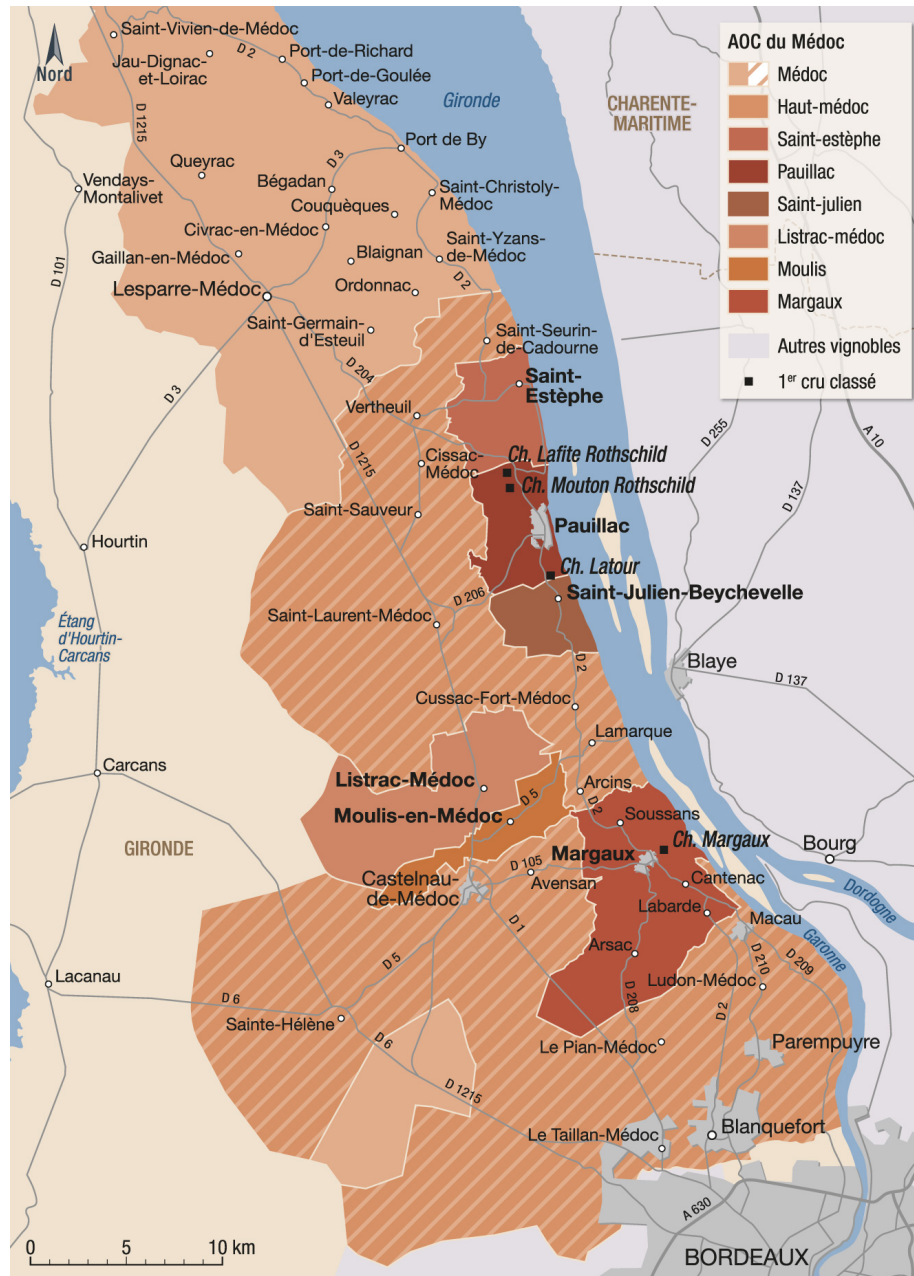 AOC du Médoc
Médoc
Haut-médoc
Saint-estèphe
Pauillac
Saint-julien
Listrac-médoc
Moulis
Margaux
Autres vignobles
1er cru classé
Nord
Saint-Vivien-de-Médoc
Jau-Dignac-
et-Loirac
D 2
Port-de-Richard
Port-de-Goulée
Valeyrac
Gironde
CHARENTE-
MARITIME
D 1215
Port de By
Queyrac
D 3
Vendays-
Montalivet
Bégadan
Saint-Christoly-
Médoc
Couquèques
Civrac-en-Médoc
D 101
Gaillan-en-Médoc
Blaignan
Saint-Yzans-
de-Médoc
D 2
Lesparre-Médoc
Ordonnac
Saint-Germain-
d'Esteuil
Saint-Seurin-
de-Cadourne
D 3
D 204
Saint-
Estèphe
Vertheuil
D 255
A 10
D 1215
Cissac-
Médoc
Ch. Lafite Rothschild
Ch. Mouton Rothschild
D 137
Saint-Sauveur
Pauillac
Hourtin
Ch. Latour
D 206
Saint-Julien-Beychevelle
Saint-Laurent-Médoc
Étang
d'Hourtin-
Carcans
D 2
Blaye
D 137
Cussac-Fort-Médoc
Lamarque
Carcans
Listrac-Médoc
Arcins
D 5
D 2
Moulis-en-Médoc
Soussans
Ch. Margaux
GIRONDE
Bourg
Margaux
D 105
Castelnau-
de-Médoc
Avensan
Cantenac
Dordogne
Labarde
Macau
D 1
Garonne
Arsac
D 5
D 210
D 209
Lacanau
Ludon-Médoc
D 6
D 208
D 2
Sainte-Hélène
D 6
Le Pian-Médoc
Parempuyre
D 1215
Le Taillan-Médoc
Blanquefort
A 630
0 5 10 km
BORDEAUX